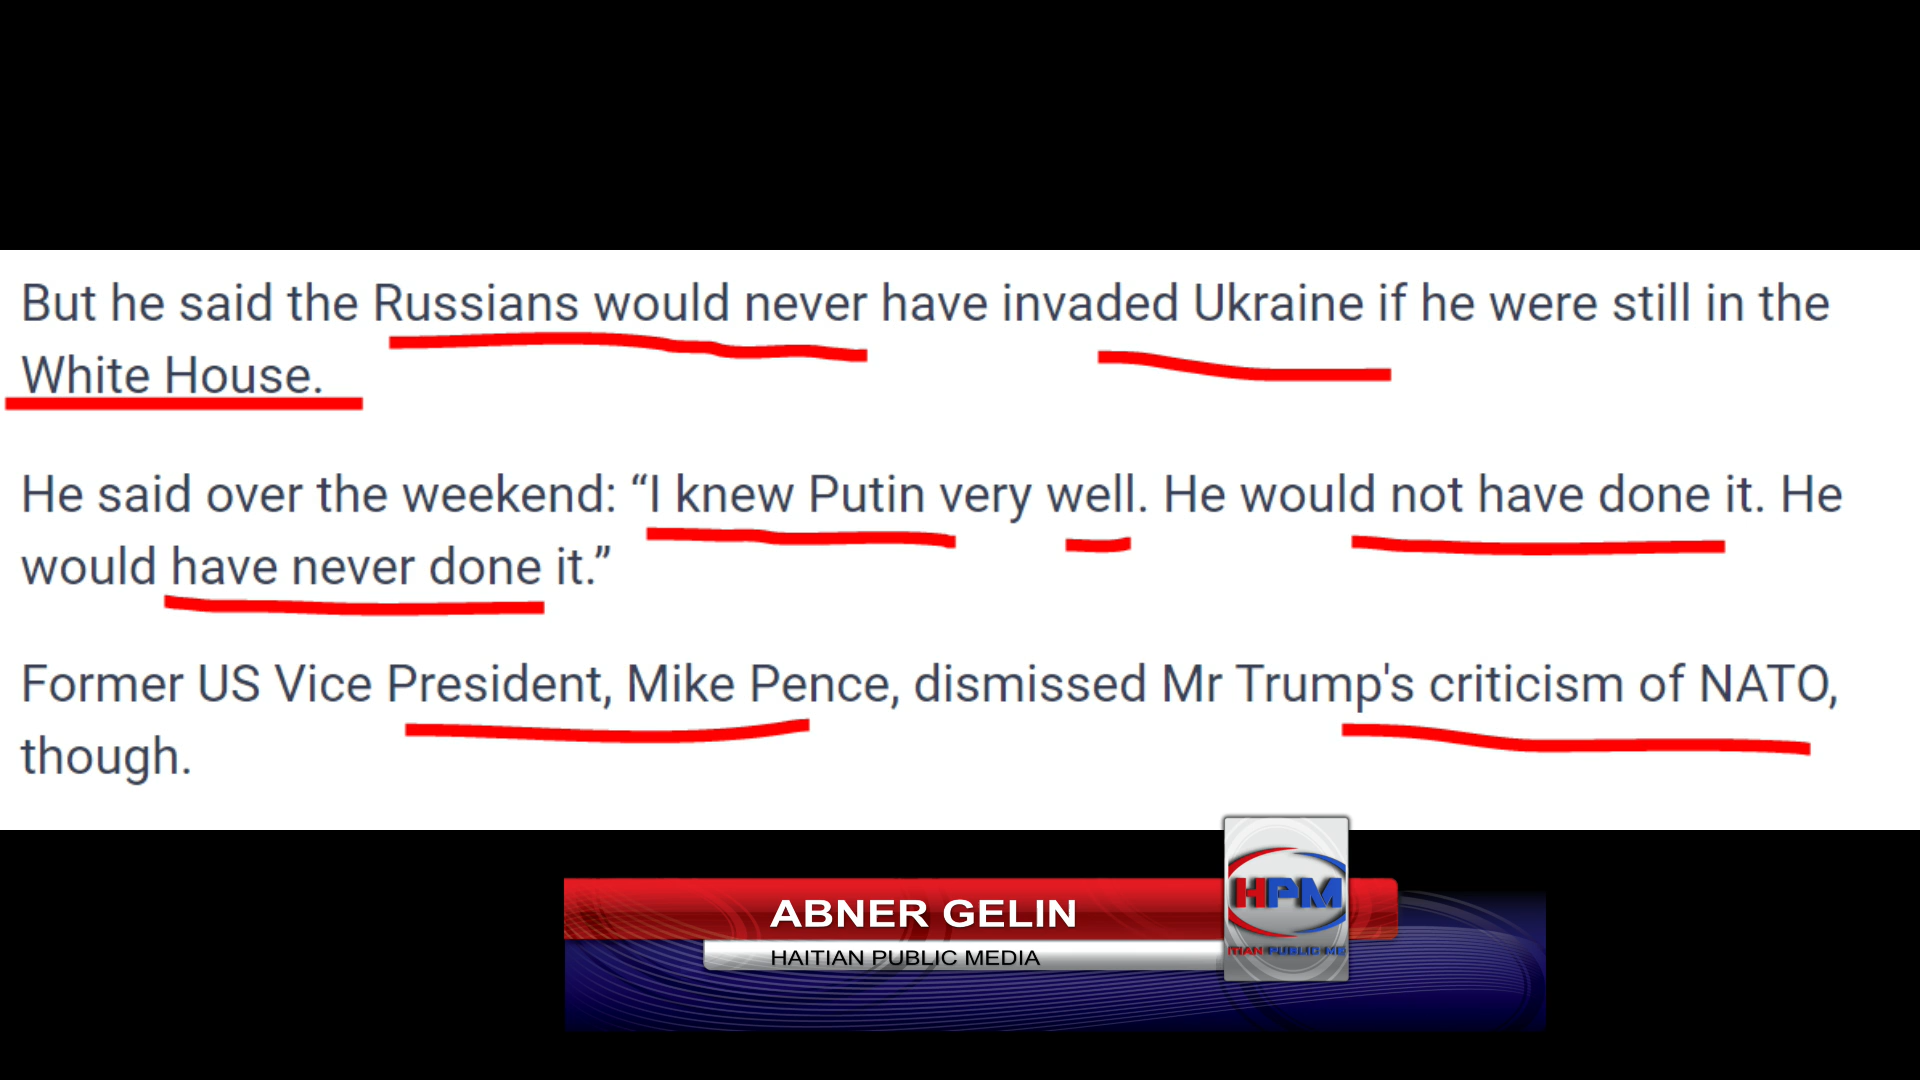 But he said the Russians would never have invaded Ukraine if he were still in the
White House.
He said over the weekend: “I knew Putin very well. He would not have done it. He
would have never done it.”
Former US Vice President, Mike Pence, dismissed Mr Trump's criticism of NATO,
though.
HPM
ABNER GELIN
HAITIAN PUBLIC MEDIA
TIAN PUBLIC ME